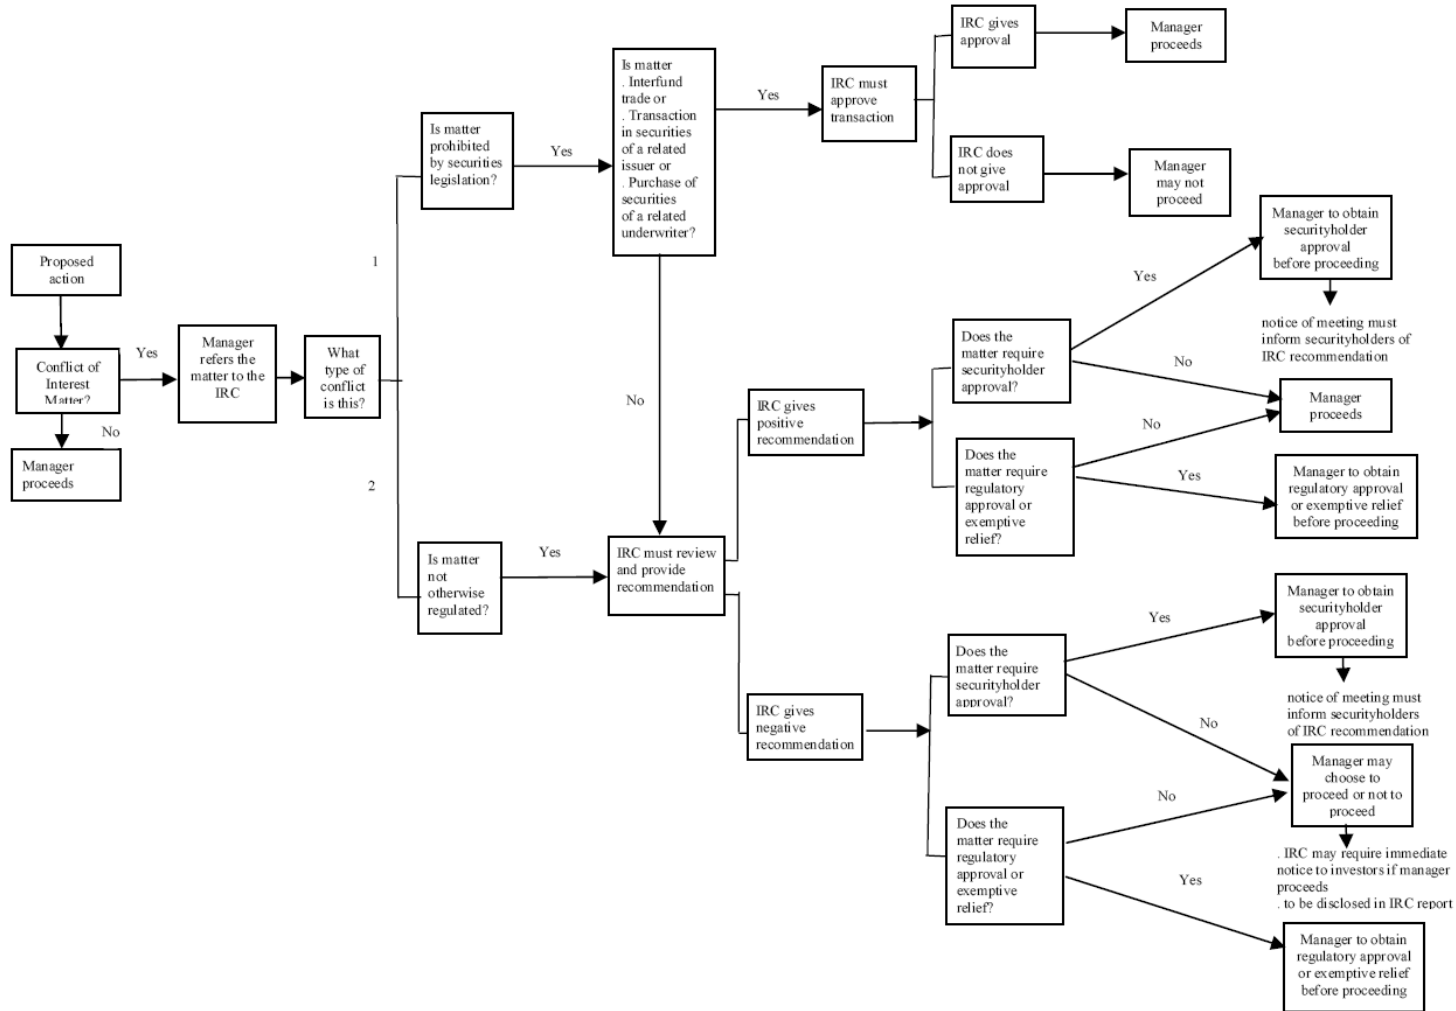 Proposed
action
Conflict of
Interest
Matter?
Yes
No
Manager
proceeds
Manager
refers the
matter to the
IRC
What
type of
conflict
is this?
1
2
Is matter
prohibited
by securities
legislation?
Yes
Is matter
. Interfund
trade or
. Transaction
in securities
of a related
issuer or
. Purchase of
securities
of a related
underwriter?
Yes
No
IRC must
approve
transaction
IRC gives
approval
Manager
proceeds
IRC does
not give
approval
Manager
may not
proceed
Is matter
not
otherwise
regulated?
Yes
IRC must review
and provide
recommendation
IRC gives
positive
recommendation
Does the
matter require
securityholder
approval?
Yes
Manager to obtain
securityholder
approval
before proceeding
notice of meeting must
inform securityholders of
IRC recommendation
No
Manager
proceeds
Does the
matter require
regulatory
approval or
exemptive
relief?
No
Yes
Manager to obtain
regulatory approval
or exemptive relief
before proceeding
IRC gives
negative
recommendation
Does the
matter require
securityholder
approval?
Yes
Manager to obtain
securityholder
approval
before proceeding
notice of meeting must
inform securityholders
of IRC recommendation
No
Manager may
choose to
proceed or not to
proceed
. IRC may require immediate
notice to investors if manager
proceeds
. to be disclosed in IRC report
Does the
matter require
regulatory
approval or
exemptive
relief?
No
Yes
Manager to obtain
regulatory approval
or exemptive relief
before proceeding